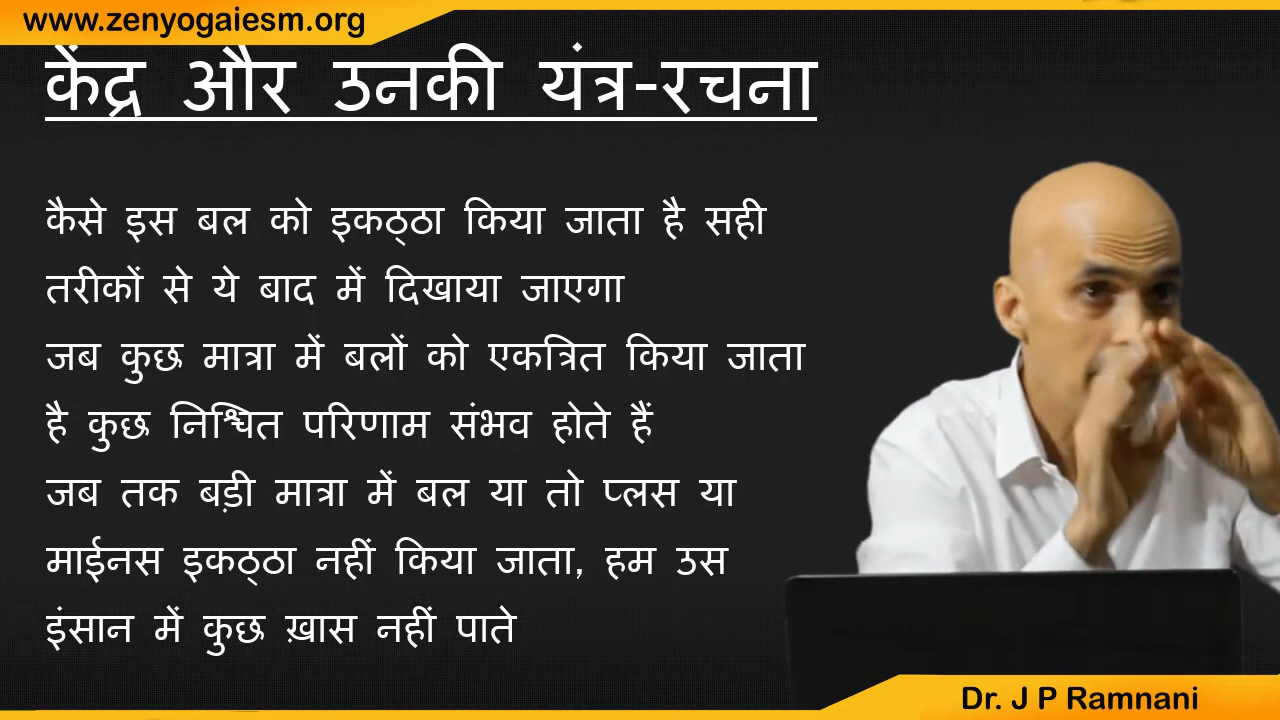 www.zenyogaiesm.org
केंद्र और उनकी यंत्र-रचना
कैसे इस बल को इकठ्ठा किया जाता है सही
तरीकों से ये बाद में दिखाया जाएगा
जब कुछ मात्रा में बलों को एकत्रित किया जाता
है कुछ निश्चित परिणाम संभव होते हैं
जब तक बड़ी मात्रा में बल या तो प्लस या
माईनस इकठ्ठा नहीं किया जाता, हम उस
इंसान में कुछ ख़ास नहीं पाते
Dr. J P Ramnani